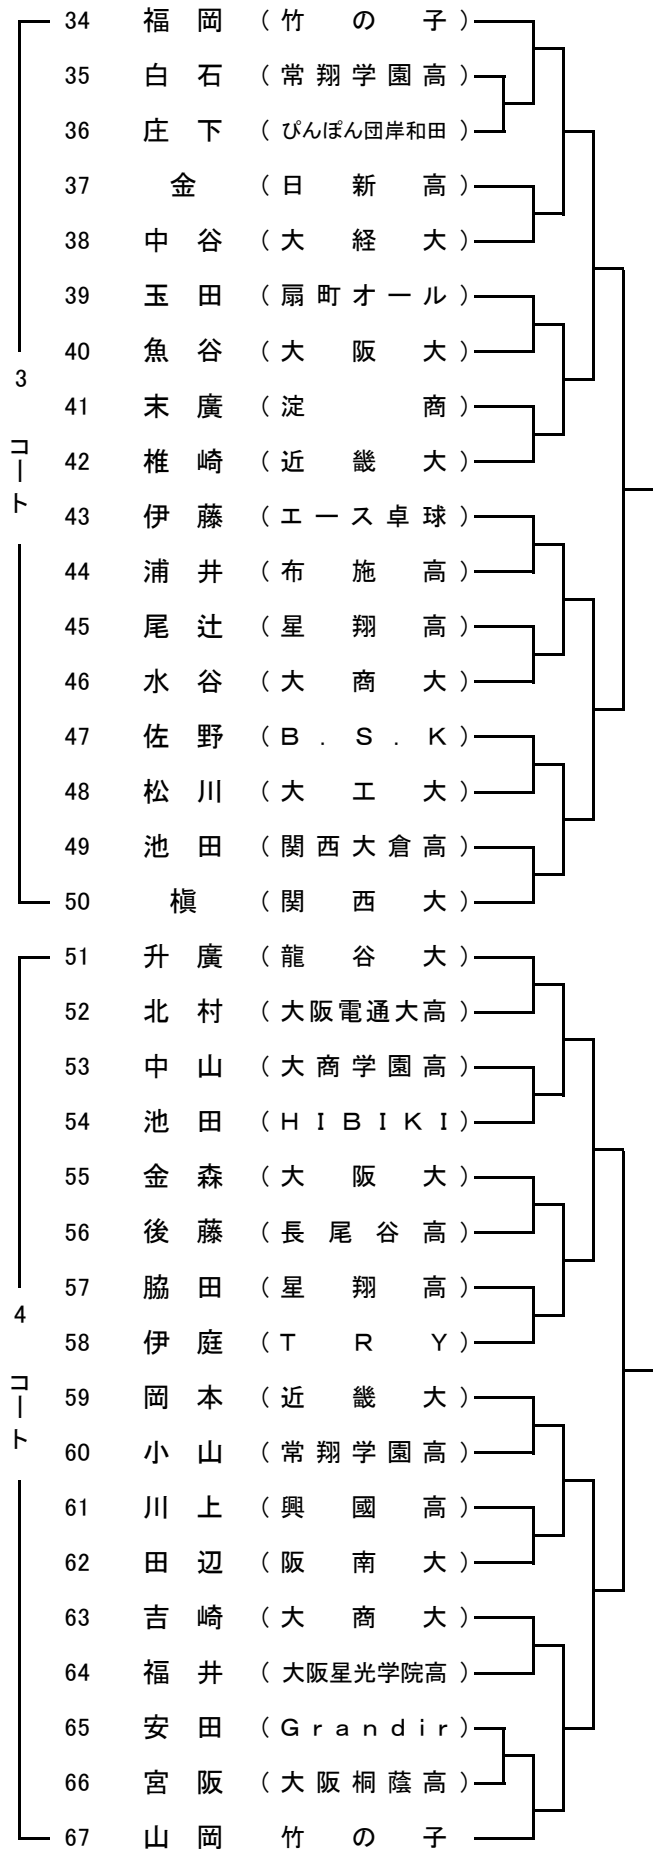 34 福岡 (竹の子)
35 白石 (常翔学園高)
36 庄下 (ぴんぽん団岸和田)
37 金 (日新高)
38 中谷 (大経大)
39 玉田 (扇町オール)
40 魚谷 (大阪大)
3コート
41 末廣 (淀商)
42 椎崎 (近畿大)
43 伊藤 (エース卓球)
44 浦井 (布施高)
45 尾辻 (星翔高)
46 水谷 (大商大)
47 佐野 (B.S.K)
48 松川 (大工大)
49 池田 (関西大倉高)
50 槇 (関西大)
51 升廣 (龍谷大)
52 北村 (大阪電通大高)
53 中山 (大商学園高)
54 池田 (HIBIKI)
55 金森 (大阪大)
56 後藤 (長尾谷高)
57 脇田 (星翔高)
4コート
58 伊庭 (TRY)
59 岡本 (近畿大)
60 小山 (常翔学園高)
61 川上 (興國高)
62 田辺 (阪南大)
63 吉崎 (大商大)
64 福井 (大阪星光学院高)
65 安田 (Grandir)
66 宮阪 (大阪桐蔭高)
67 山岡 竹の子